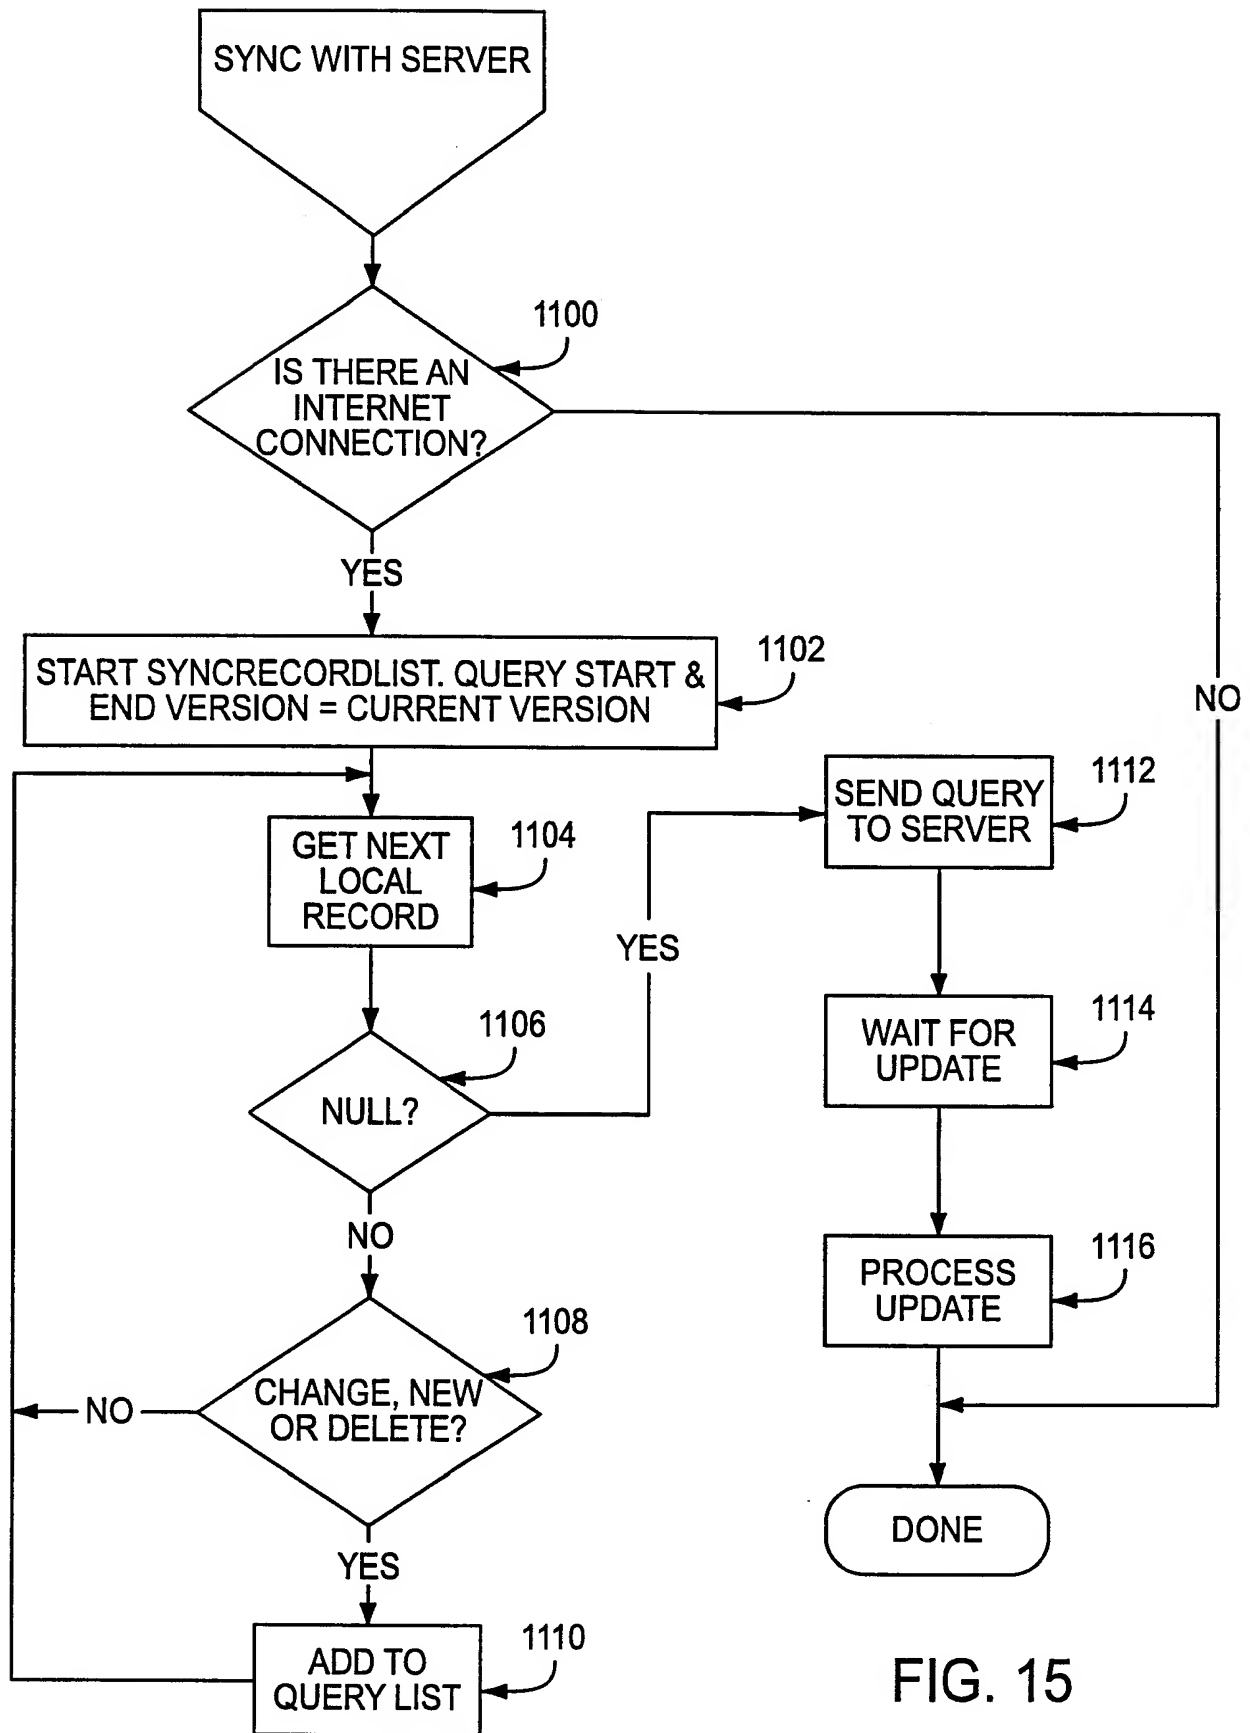 SYNC WITH SERVER
1100
IS THERE AN
INTERNET
CONNECTION?
YES
NO
START SYNCRECORDLIST. QUERY START &
END VERSION = CURRENT VERSION
1102
GET NEXT
LOCAL
RECORD
1104
NULL?
1106
YES
NO
CHANGE, NEW
OR DELETE?
1108
NO
YES
ADD TO
QUERY LIST
1110
SEND QUERY
TO SERVER
1112
WAIT FOR
UPDATE
1114
PROCESS
UPDATE
1116
DONE
FIG. 15